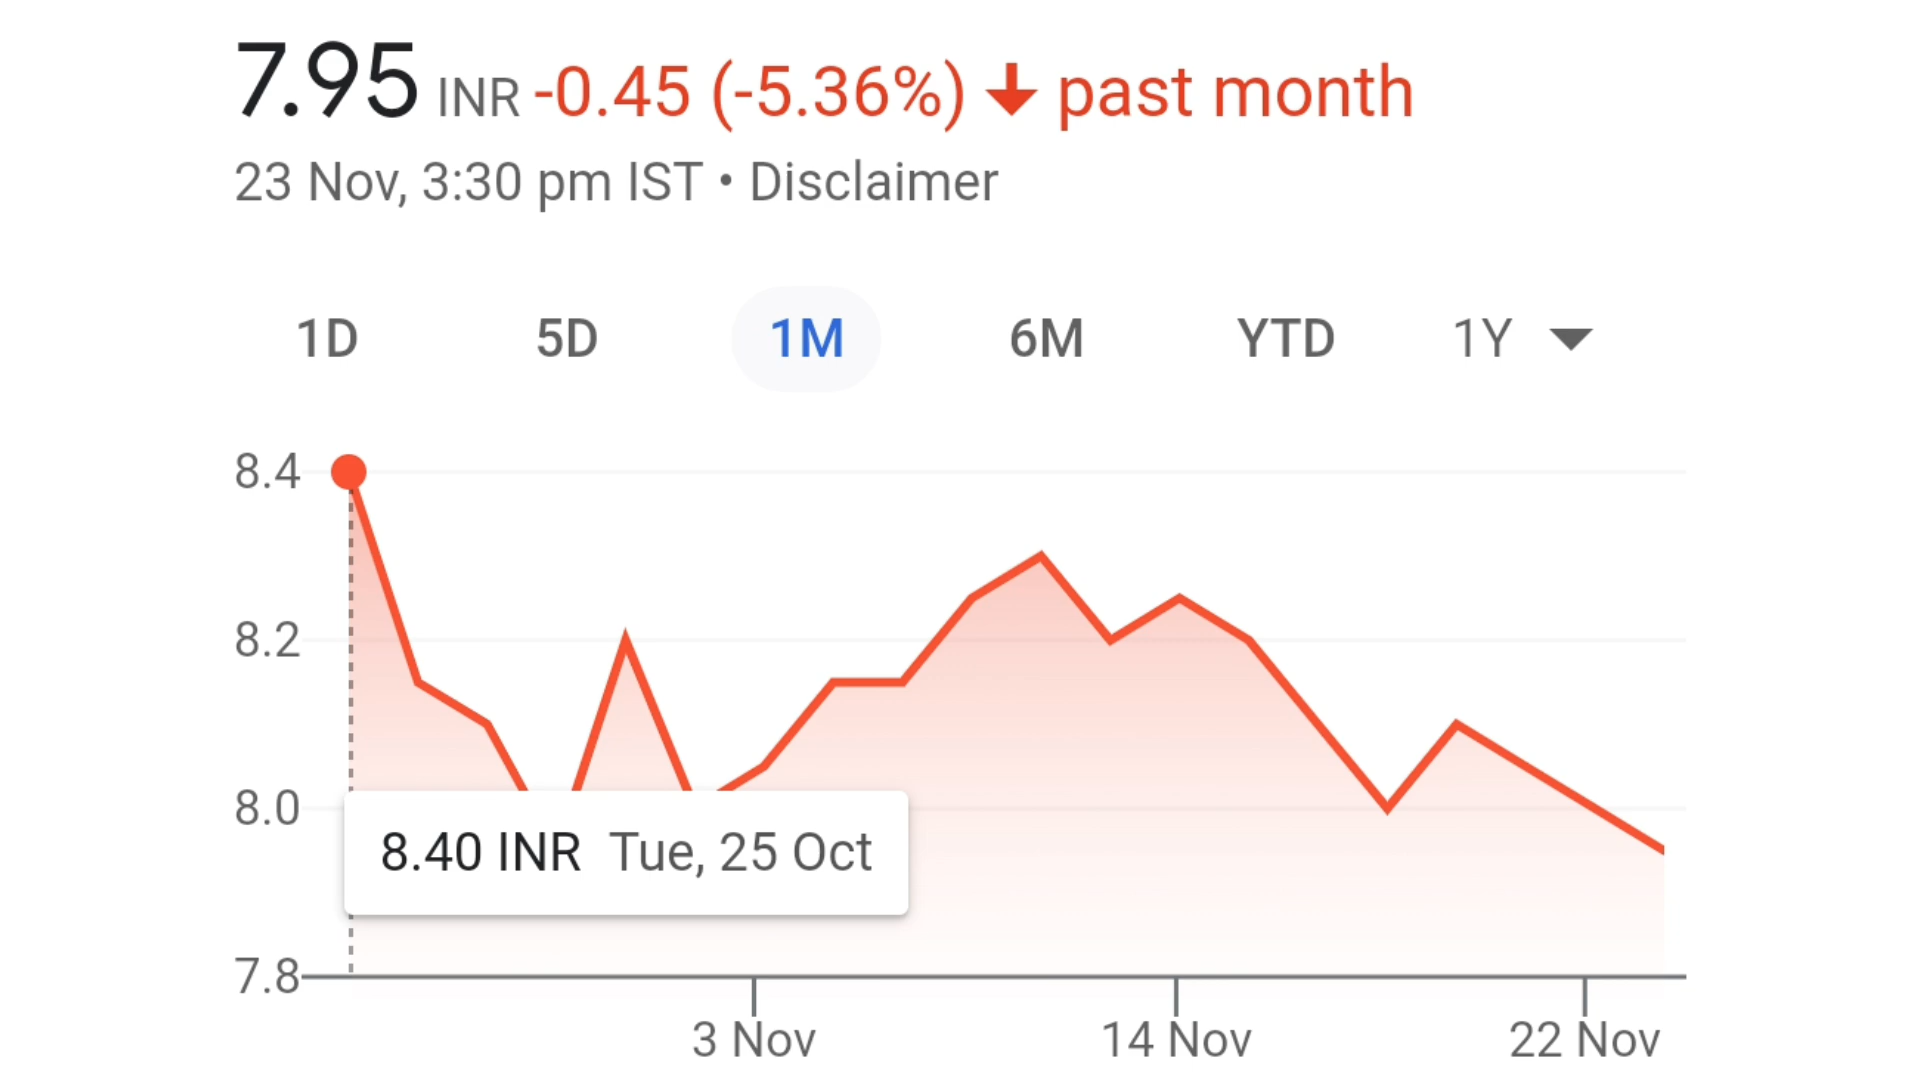 7.95 INR -0.45 (-5.36%) ↓ past month
23 Nov, 3:30 pm IST • Disclaimer
1D 5D 1M 6M YTD 1Y
8.4
8.2
8.0
8.40 INR Tue, 25 Oct
7.8
3 Nov 14 Nov 22 Nov